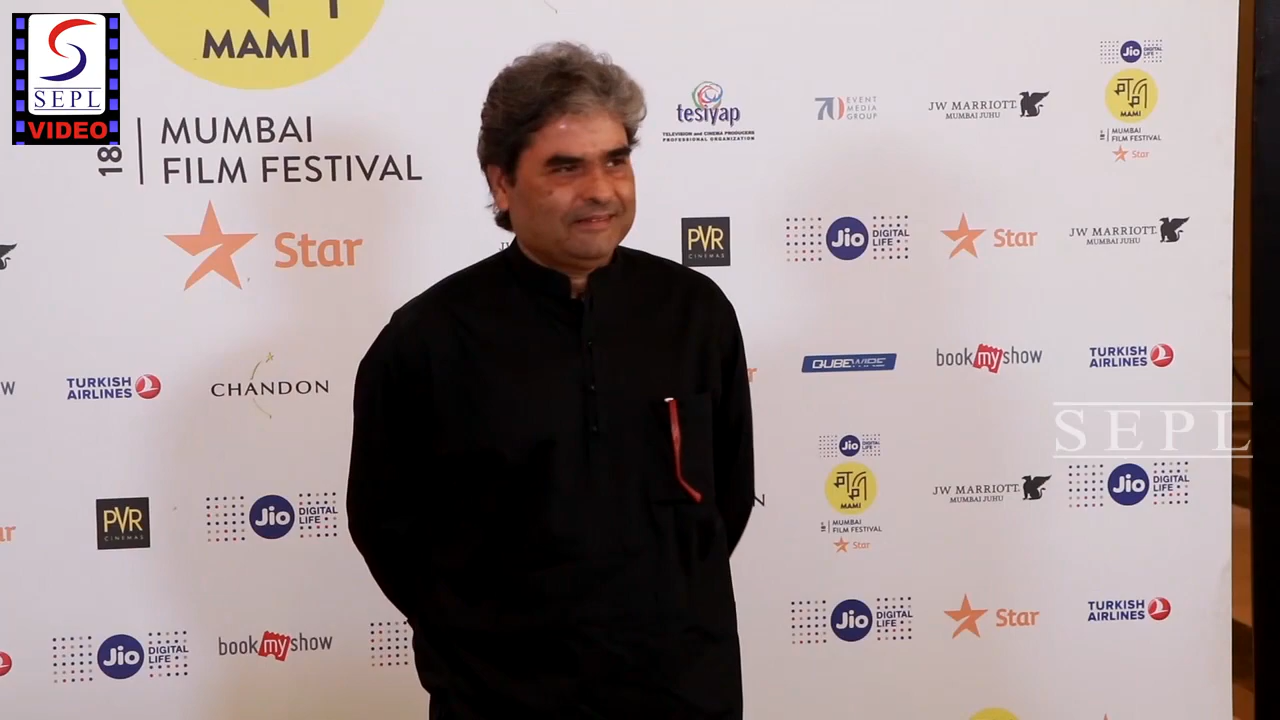 SEPL
VIDEO
MAMI
18
MUMBAI
FILM FESTIVAL
Star
tesiyap
TELEVISION and CINEMA PRODUCERS
PROFESSIONAL ORGANIZATION
70 EVENT
MEDIA
GROUP
JW MARRIOTT
MUMBAI JUHU
Jio DIGITAL
LIFE
MAMI
18th MUMBAI
FILM FESTIVAL
Star
PVR
CINEMAS
Jio DIGITAL
LIFE
Star
JW MARRIOTT
MUMBAI JUHU
TURKISH
AIRLINES
CHANDON
QUBEWIRE
bookmyshow
TURKISH
AIRLINES
SEPL
PVR
CINEMAS
Jio DIGITAL
LIFE
Jio DIGITAL
LIFE
MAMI
18th MUMBAI
FILM FESTIVAL
Star
JW MARRIOTT
MUMBAI JUHU
Jio DIGITAL
LIFE
Jio DIGITAL
LIFE
bookmyshow
Jio DIGITAL
LIFE
Star
TURKISH
AIRLINES